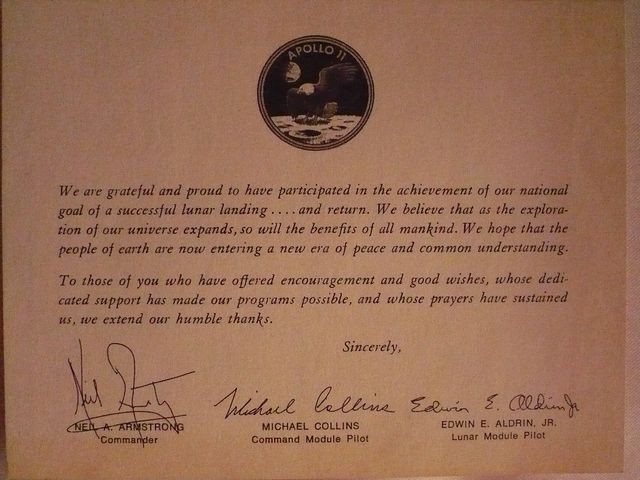 APOLLO 11
We are grateful and proud to have participated in the achievement of our national
goal of a successful lunar landing .... and return. We believe that as the explora-
tion of our universe expands, so will the benefits of all mankind. We hope that the
people of earth are now entering a new era of peace and common understanding.
To those of you who have offered encouragement and good wishes, whose dedi-
cated support has made our programs possible, and whose prayers have sustained
us, we extend our humble thanks.
Sincerely,
Neil Armstrong
Michael Collins
Edwin E. Aldrin Jr
NEIL A. ARMSTRONG
Commander
MICHAEL COLLINS
Command Module Pilot
EDWIN E. ALDRIN, JR.
Lunar Module Pilot